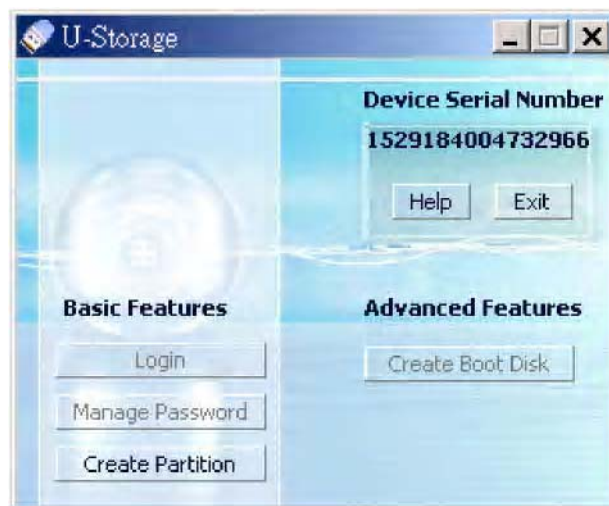 U-Storage
Device Serial Number
1529184004732966
Help Exit
Basic Features
Advanced Features
Login
Create Boot Disk
Manage Password
Create Partition